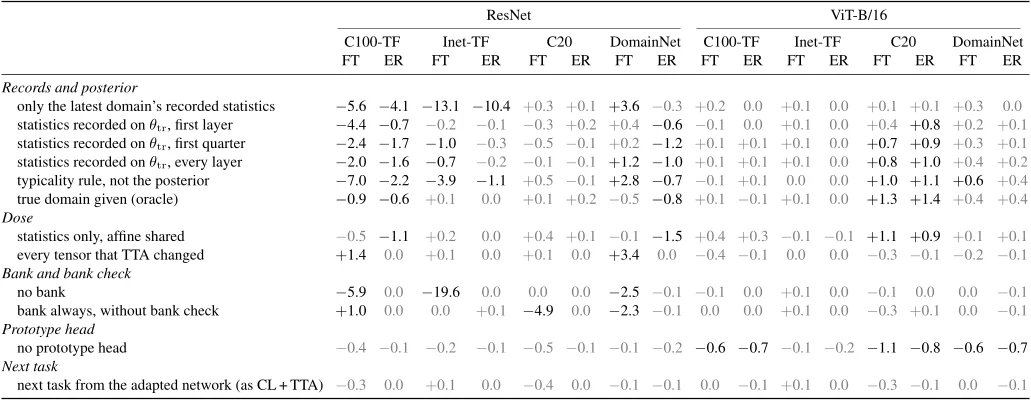 ResNet ViT-B/16
C100-TF Inet-TF C20 DomainNet C100-TF Inet-TF C20 DomainNet
FT ER FT ER FT ER FT ER FT ER FT ER FT ER FT ER
Records and posterior
only the latest domain's recorded statistics −5.6 −4.1 −13.1 −10.4 +0.3 +0.1 +3.6 −0.3 +0.2 0.0 +0.1 0.0 +0.1 +0.1 +0.3 0.0
statistics recorded on θtr, first layer −4.4 −0.7 −0.2 −0.1 −0.3 +0.2 +0.4 −0.6 −0.1 0.0 +0.1 0.0 +0.4 +0.8 +0.2 +0.1
statistics recorded on θtr, first quarter −2.4 −1.7 −1.0 −0.3 −0.5 −0.1 +0.2 −1.2 +0.1 +0.1 +0.1 0.0 +0.7 +0.9 +0.3 +0.1
statistics recorded on θtr, every layer −2.0 −1.6 −0.7 −0.2 −0.1 −0.1 +1.2 −1.0 +0.1 0.0 +0.1 0.0 +0.8 +1.0 +0.4 +0.2
typicality rule, not the posterior −7.0 −2.2 −3.9 −1.1 +0.5 −0.1 +2.8 −0.7 −0.1 +0.1 0.0 0.0 +1.0 +1.1 +0.6 +0.4
true domain given (oracle) −0.9 −0.6 +0.1 0.0 +0.1 +0.2 −0.5 −0.8 +0.1 −0.1 +0.1 0.0 +1.3 +1.4 +0.4 +0.4
Dose
statistics only, affine shared −0.5 −1.1 +0.2 0.0 +0.4 +0.1 −0.1 −1.5 +0.4 +0.3 −0.1 −0.1 +1.1 +0.9 +0.1 +0.1
every tensor that TTA changed +1.4 0.0 +0.1 0.0 +0.1 0.0 +3.4 0.0 −0.4 −0.1 0.0 0.0 −0.3 −0.1 −0.2 −0.1
Bank and bank check
no bank −5.9 0.0 −19.6 0.0 0.0 0.0 −2.5 −0.1 −0.1 0.0 +0.1 0.0 −0.1 0.0 0.0 −0.1
bank always, without bank check +1.0 0.0 0.0 +0.1 −4.9 0.0 −2.3 −0.1 0.0 0.0 +0.1 0.0 −0.3 +0.1 0.0 −0.1
Prototype head
no prototype head −0.4 −0.1 −0.2 −0.1 −0.5 −0.1 −0.1 −0.2 −0.6 −0.7 −0.1 −0.2 −1.1 −0.8 −0.6 −0.7
Next task
next task from the adapted network (as CL + TTA) −0.3 0.0 +0.1 0.0 −0.4 0.0 −0.1 −0.1 0.0 −0.1 +0.1 0.0 −0.3 −0.1 0.0 −0.1